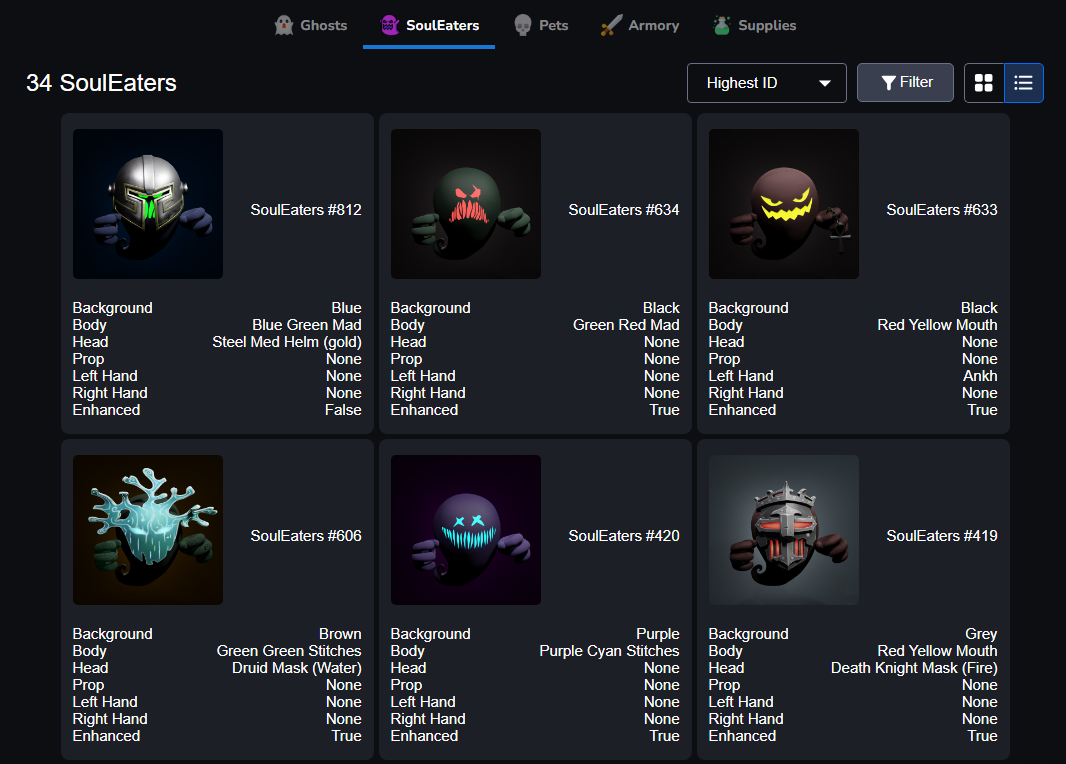 Ghosts SoulEaters Pets Armory Supplies
34 SoulEaters Highest ID Filter
SoulEaters #812
Background Blue
Body Blue Green Mad
Head Steel Med Helm (gold)
Prop None
Left Hand None
Right Hand None
Enhanced False
SoulEaters #634
Background Black
Body Green Red Mad
Head None
Prop None
Left Hand None
Right Hand None
Enhanced True
SoulEaters #633
Background Black
Body Red Yellow Mouth
Head None
Prop None
Left Hand Ankh
Right Hand None
Enhanced True
SoulEaters #606
Background Brown
Body Green Green Stitches
Head Druid Mask (Water)
Prop None
Left Hand None
Right Hand None
Enhanced True
SoulEaters #420
Background Purple
Body Purple Cyan Stitches
Head None
Prop None
Left Hand None
Right Hand None
Enhanced True
SoulEaters #419
Background Grey
Body Red Yellow Mouth
Head Death Knight Mask (Fire)
Prop None
Left Hand None
Right Hand None
Enhanced True